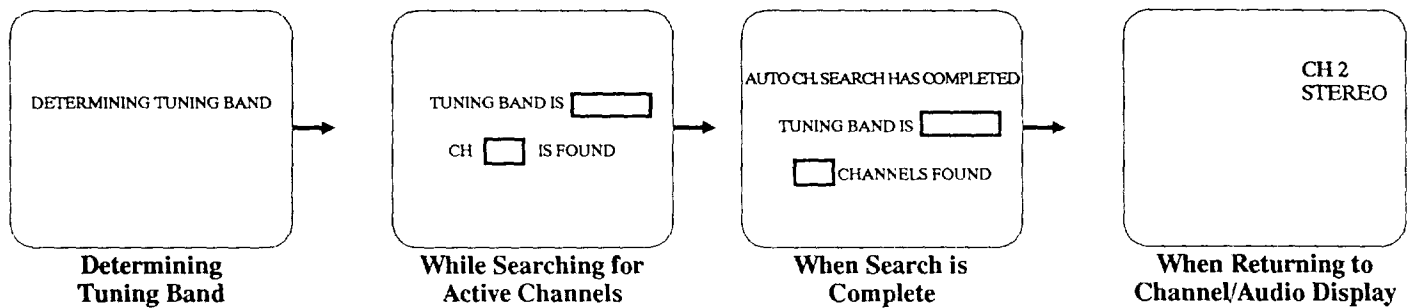 DETERMINING TUNING BAND
Determining
Tuning Band
TUNING BAND IS
CH IS FOUND
While Searching for
Active Channels
AUTO CH. SEARCH HAS COMPLETED
TUNING BAND IS
CHANNELS FOUND
When Search is
Complete
CH 2
STEREO
When Returning to
Channel/Audio Display